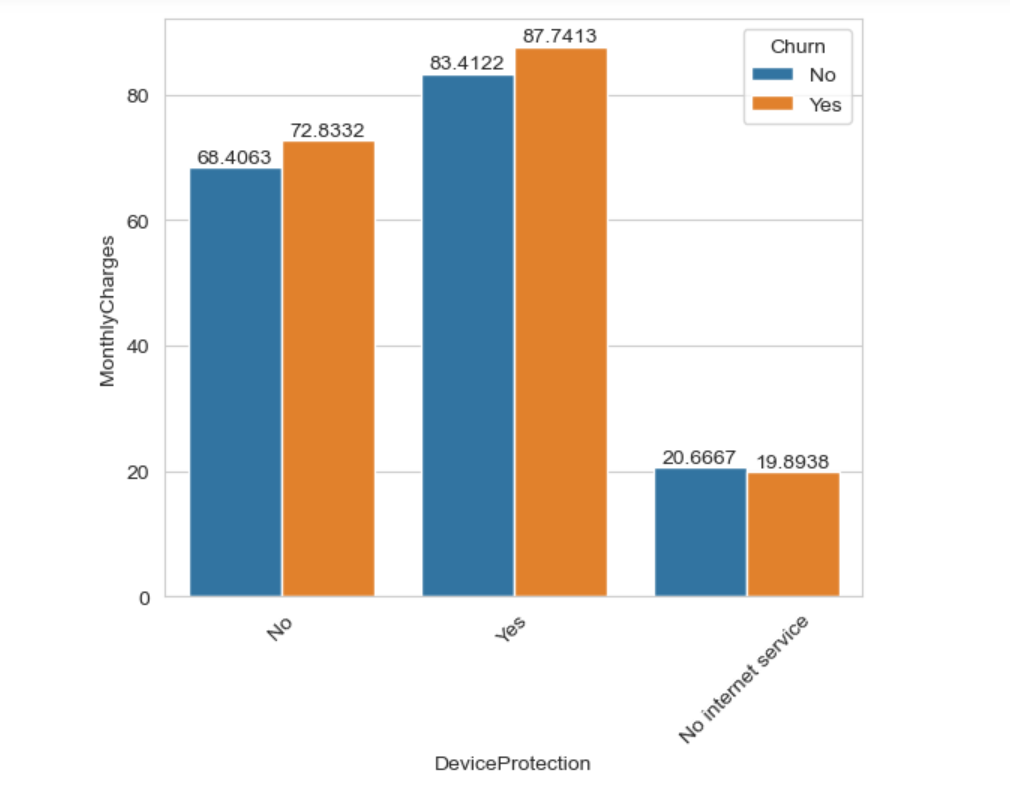 87.7413
83.4122
72.8332
68.4063
20.6667
19.8938
Churn
No
Yes
80
60
40
20
0
MonthlyCharges
No
Yes
No internet service
DeviceProtection